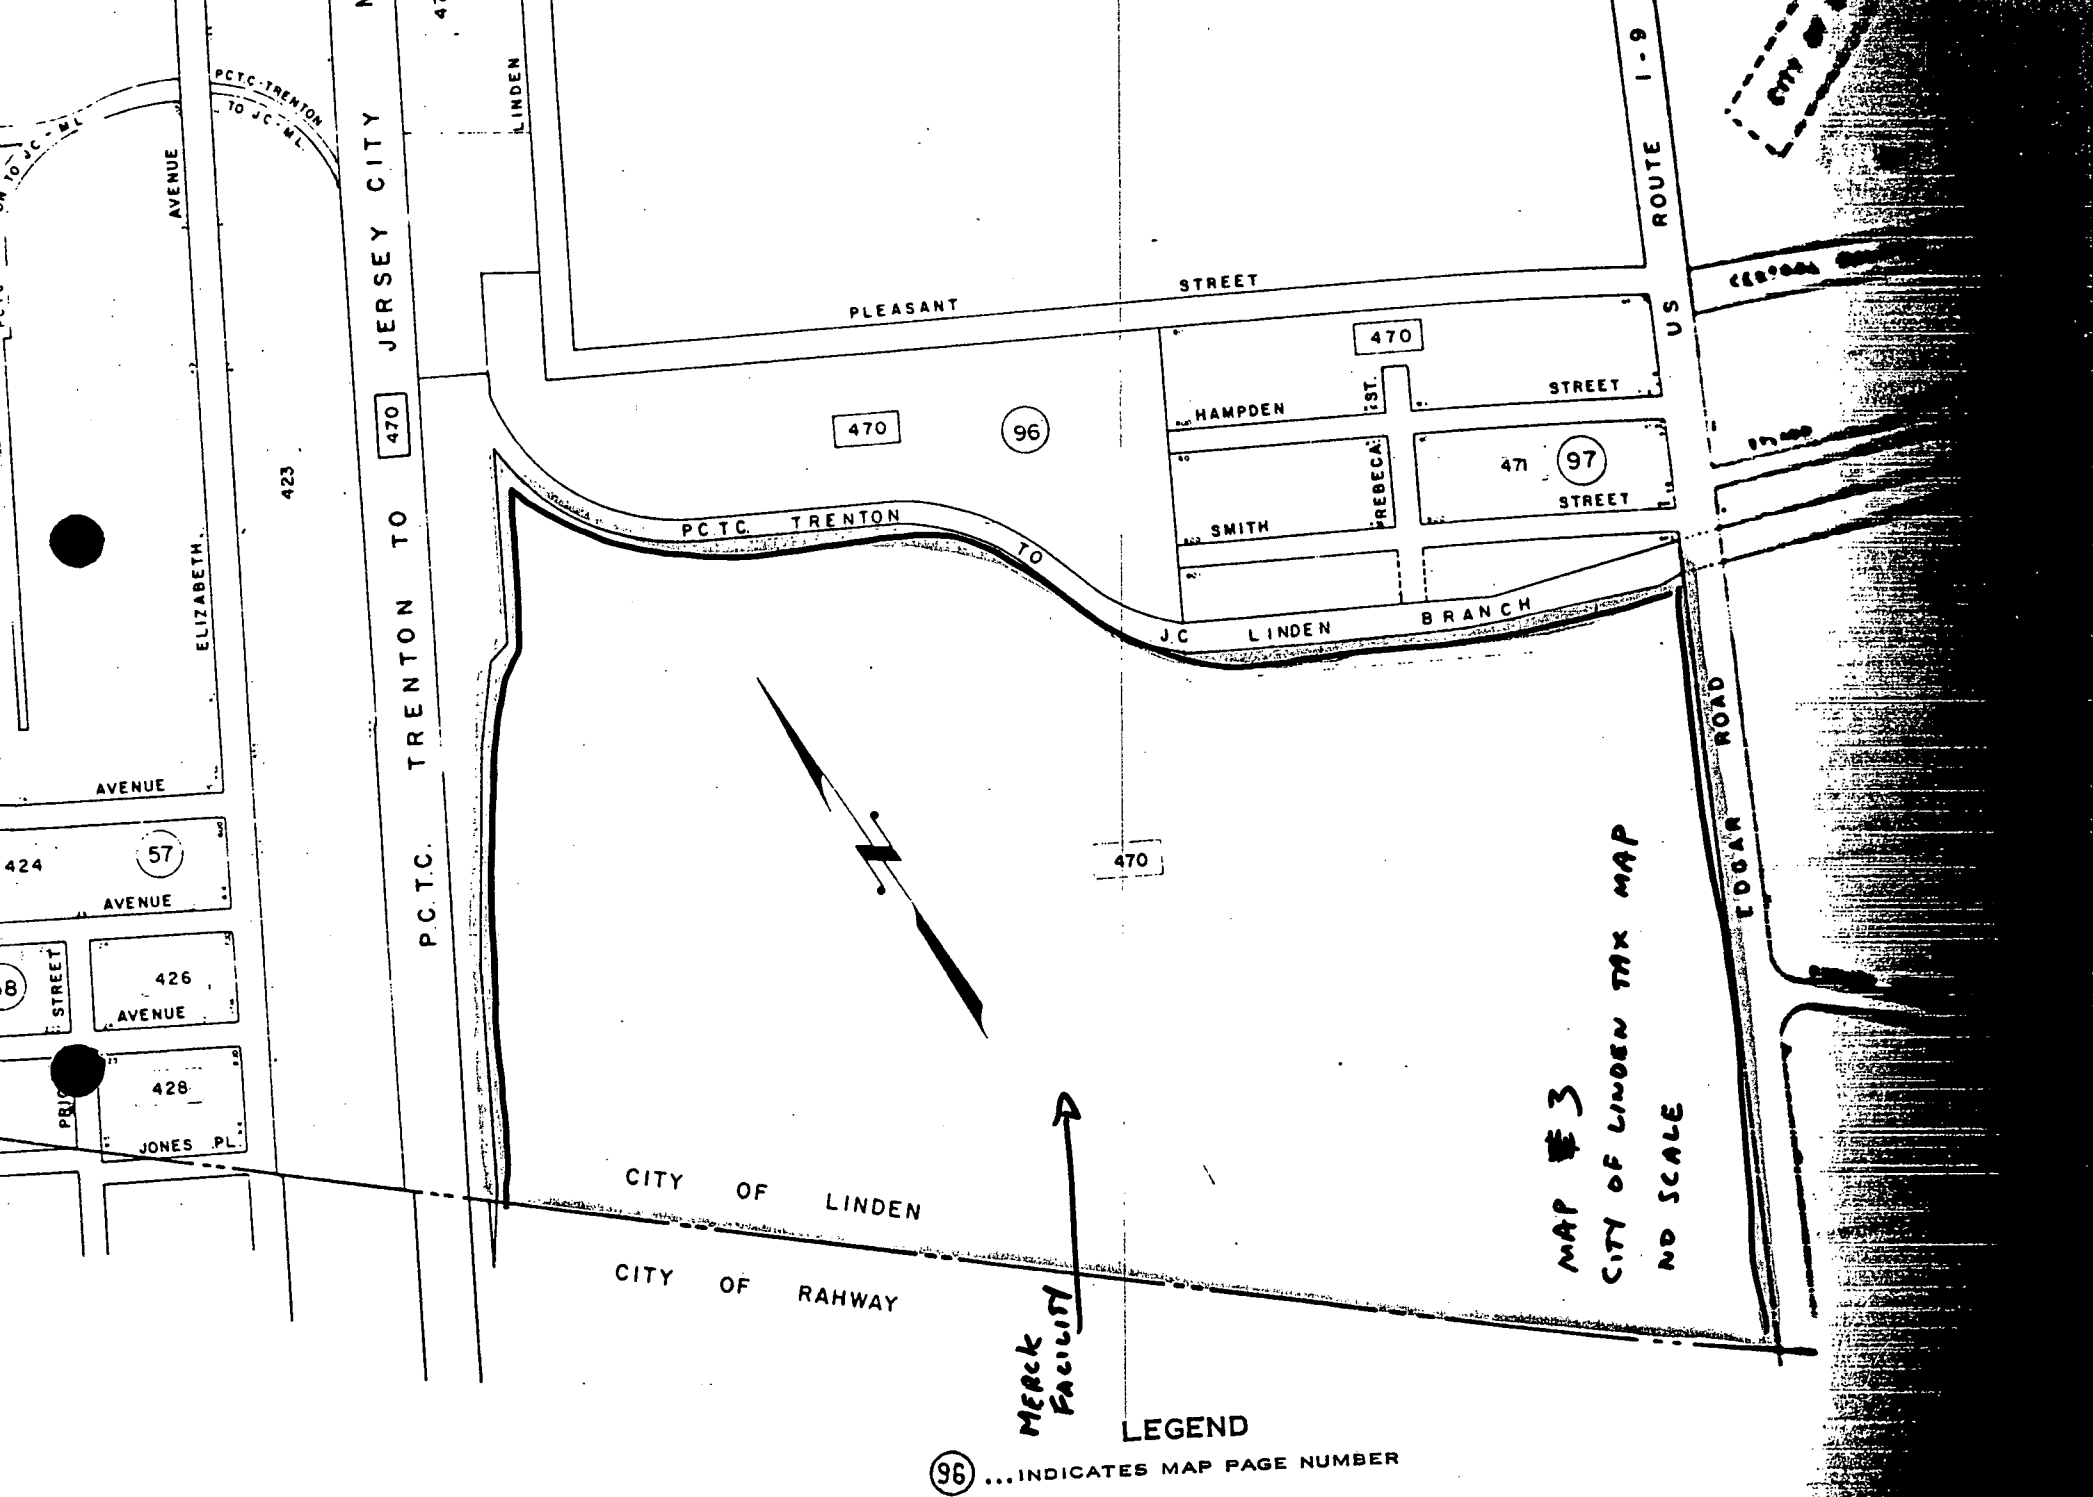 PCTC-TRENTON
TO JC-ML
TO JC-ML
AVENUE
LINDEN
ROUTE 1-9
US
JERSEY CITY
PLEASANT STREET
470
HAMPDEN STREET
ST.
REBECA
470
96
471
97
470
423
SMITH STREET
P.C.T.C. TRENTON TO
J.C LINDEN BRANCH
ELIZABETH
P.C.T.C. TRENTON TO
EDGAR ROAD
AVENUE
424
57
AVENUE
470
STREET
426
AVENUE
428
JONES PL.
CITY OF LINDEN
CITY OF RAHWAY
MERCK
FACILITY
MAP # 3
CITY OF LINDEN TAX MAP
NO SCALE
LEGEND
96 ...INDICATES MAP PAGE NUMBER